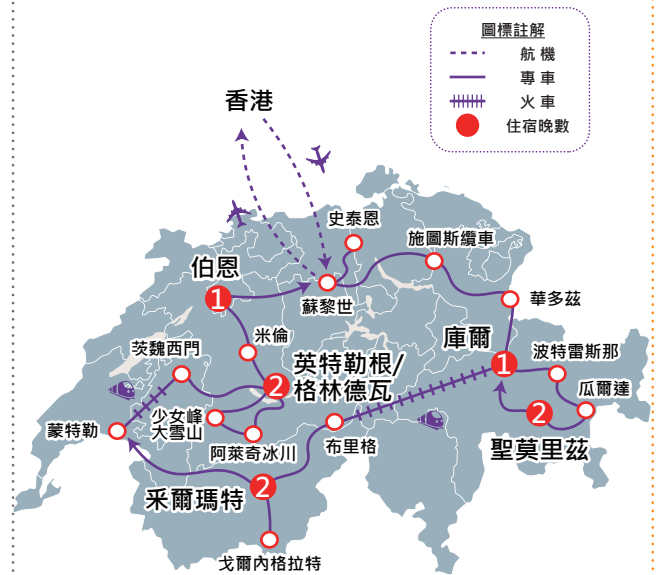 圖標註解
航機
專車
火車
住宿晚數
香港
史泰恩
施圖斯纜車
伯恩
1
蘇黎世
華多茲
米倫
庫爾
1
茨魏西門
英特勒根/
格林德瓦
2
波特雷斯那
瓜爾達
少女峰
大雪山
2
蒙特勒
阿萊奇冰川
布里格
聖莫里茲
釆爾瑪特
2
戈爾內格拉特